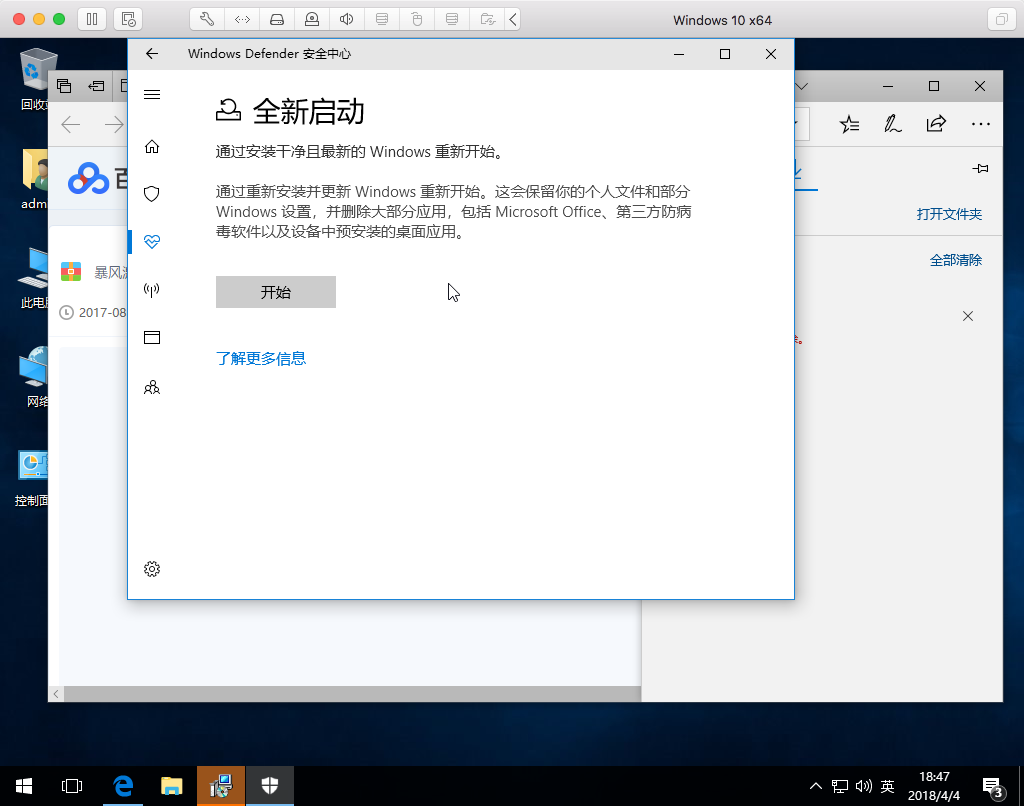 Windows 10 x64
Windows Defender 安全中心
全新启动
通过安装干净且最新的 Windows 重新开始。
通过重新安装并更新 Windows 重新开始。这会保留你的个人文件和部分
Windows 设置，并删除大部分应用，包括 Microsoft Office、第三方防病
毒软件以及设备中预安装的桌面应用。
开始
了解更多信息
回收
adm
此电
网络
控制面
2017-08
暴风
打开文件夹
全部清除
英
18:47
2018/4/4
3